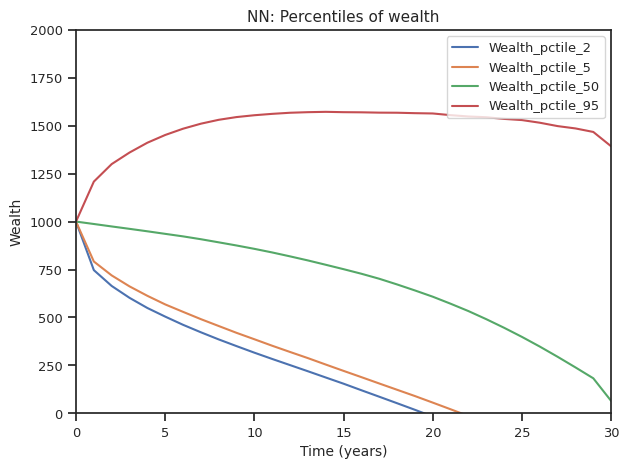 NN: Percentiles of wealth
Wealth_pctile_2
Wealth_pctile_5
Wealth_pctile_50
Wealth_pctile_95
Wealth
2000
1750
1500
1250
1000
750
500
250
0
0 5 10 15 20 25 30
Time (years)